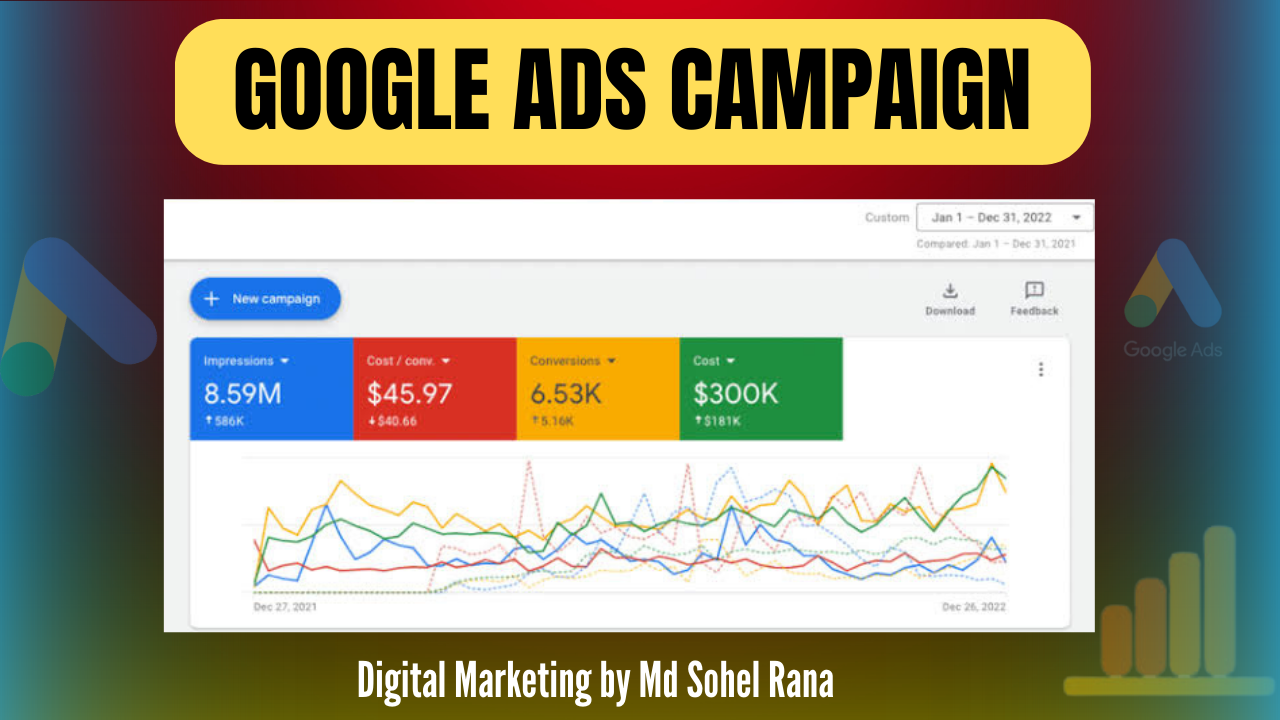 GOOGLE ADS CAMPAIGN
Custom Jan 1 – Dec 31, 2022
Compared: Jan 1 – Dec 31, 2021
+ New campaign
Download Feedback
Impressions Cost / conv. Conversions Cost
8.59M $45.97 6.53K $300K
↑586K ↓$40.66 ↑5.16K ↑$181K
Google Ads
Dec 27, 2021 Dec 26, 2022
Digital Marketing by Md Sohel Rana